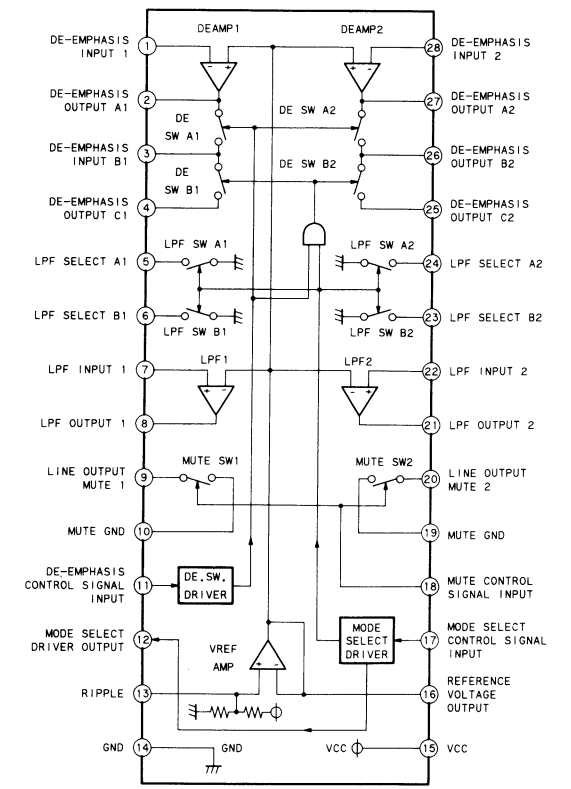 DEAMP1
DEAMP2
DE-EMPHASIS
INPUT 1
1
- +
+ -
28
DE-EMPHASIS
INPUT 2
DE-EMPHASIS
OUTPUT A1
2
DE
SW A1
DE SW A2
27
DE-EMPHASIS
OUTPUT A2
DE-EMPHASIS
INPUT B1
3
DE
SW B1
DE SW B2
26
DE-EMPHASIS
OUTPUT B2
DE-EMPHASIS
OUTPUT C1
4
25
DE-EMPHASIS
OUTPUT C2
LPF SELECT A1
5
LPF SW A1
LPF SW A2
24
LPF SELECT A2
LPF SELECT B1
6
LPF SW B1
LPF SW B2
23
LPF SELECT B2
LPF INPUT 1
7
LPF1
- +
LPF2
+ -
22
LPF INPUT 2
LPF OUTPUT 1
8
21
LPF OUTPUT 2
LINE OUTPUT
MUTE 1
9
MUTE SW1
MUTE SW2
20
LINE OUTPUT
MUTE 2
MUTE GND
10
19
MUTE GND
DE-EMPHASIS
CONTROL SIGNAL
INPUT
11
DE.SW.
DRIVER
18
MUTE CONTROL
SIGNAL INPUT
MODE SELECT
DRIVER OUTPUT
12
VREF
AMP
+ -
MODE
SELECT
DRIVER
17
MODE SELECT
CONTROL SIGNAL
INPUT
RIPPLE
13
16
REFERENCE
VOLTAGE
OUTPUT
GND
14
GND
VCC
15
VCC